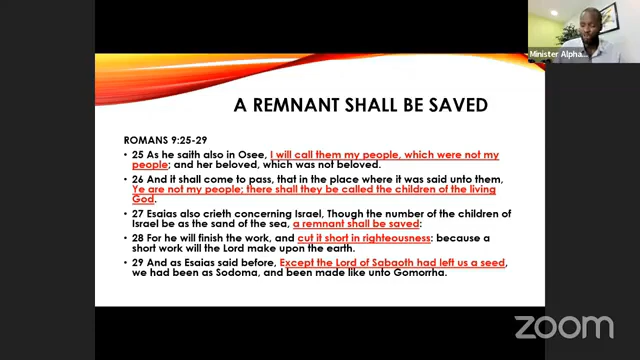 Minister Alpha...
A REMNANT SHALL BE SAVED
ROMANS 9:25-29
• 25 As he saith also in Osee, I will call them my people, which were not my
people; and her beloved, which was not beloved.
• 26 And it shall come to pass, that in the place where it was said unto them,
Ye are not my people; there shall they be called the children of the living
God.
• 27 Esaias also crieth concerning Israel, Though the number of the children of
Israel be as the sand of the sea, a remnant shall be saved:
• 28 For he will finish the work, and cut it short in righteousness: because a
short work will the Lord make upon the earth.
• 29 And as Esaias said before, Except the Lord of Sabaoth had left us a seed,
we had been as Sodoma, and been made like unto Gomorrha.
zoom